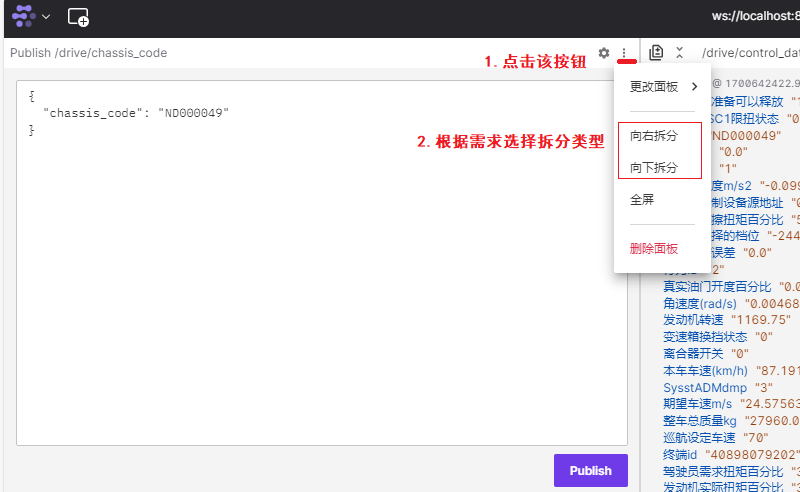 ws://localhost:8
Publish /drive/chassis_code
1. 点击该按钮
/drive/control_dat
{
"chassis_code": "ND000049"
}
2. 根据需求选择拆分类型
更改面板
向右拆分
向下拆分
全屏
删除面板
@ 1700642422.9
准备可以释放 "1
SC1限扭状态 "0
"ND000049"
"0.0"
"1"
度m/s2 "-0.099
制设备源地址 "0
擦扭矩百分比 "5
择的档位 "-244
误差 "0.0"
2"
真实油门开度百分比 "0.0
角速度(rad/s) "0.00468
发动机转速 "1169.75"
变速箱换挡状态 "0"
离合器开关 "0"
本车车速(km/h) "87.191
SysstADMdmp "3"
期望车速m/s "24.57563
整车总质量kg "27960.0
巡航设定车速 "70"
终端id "40898079202"
驾驶员需求扭矩百分比 "3
发动机实际扭矩百分比 "3
Publish